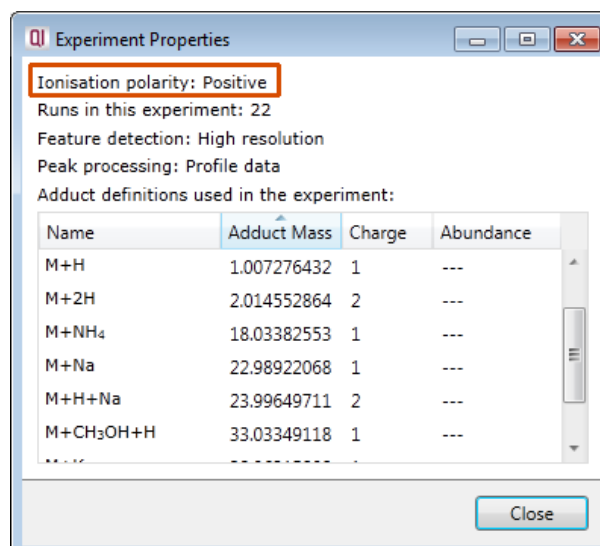 QI Experiment Properties
Ionisation polarity: Positive
Runs in this experiment: 22
Feature detection: High resolution
Peak processing: Profile data
Adduct definitions used in the experiment:
Name Adduct Mass Charge Abundance
M+H 1.007276432 1 ---
M+2H 2.014552864 2 ---
M+NH4 18.03382553 1 ---
M+Na 22.98922068 1 ---
M+H+Na 23.99649711 2 ---
M+CH3OH+H 33.03349118 1 ---
Close